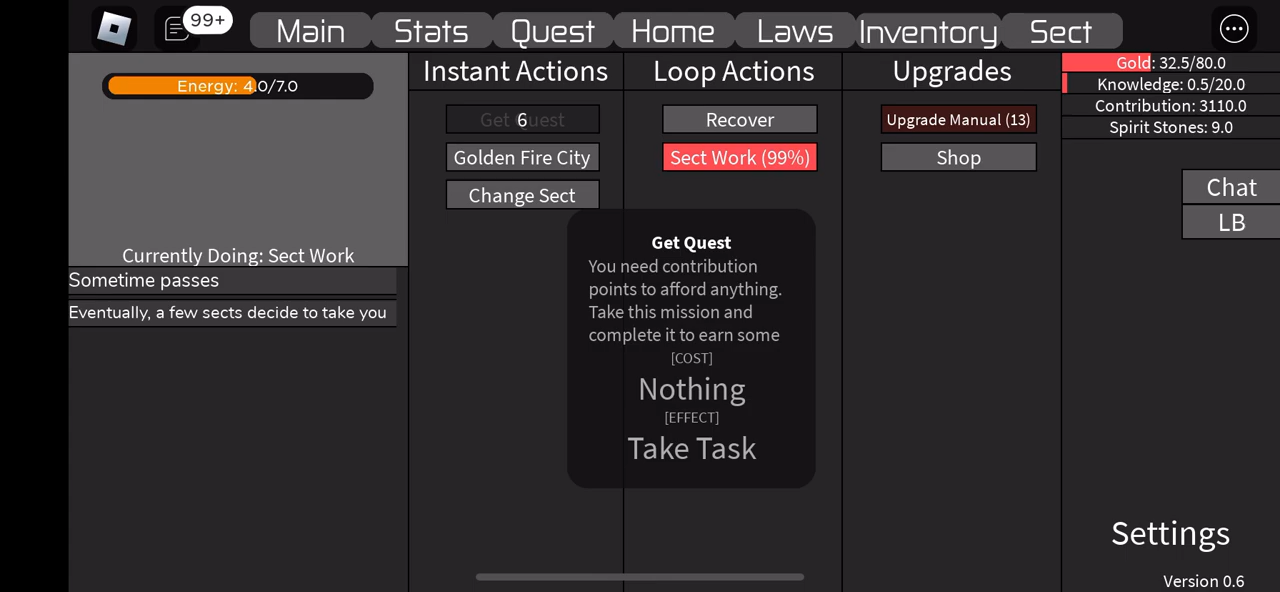 99+
Main
Stats
Quest
Home
Laws
Inventory
Sect
Energy: 4.0/7.0
Currently Doing: Sect Work
Sometime passes
Eventually, a few sects decide to take you
Instant Actions
Get Quest
6
Golden Fire City
Change Sect
Loop Actions
Recover
Sect Work (99%)
Upgrades
Upgrade Manual (13)
Shop
Get Quest
You need contribution
points to afford anything.
Take this mission and
complete it to earn some
[COST]
Nothing
[EFFECT]
Take Task
Gold: 32.5/80.0
Knowledge: 0.5/20.0
Contribution: 3110.0
Spirit Stones: 9.0
Chat
LB
Settings
Version 0.6